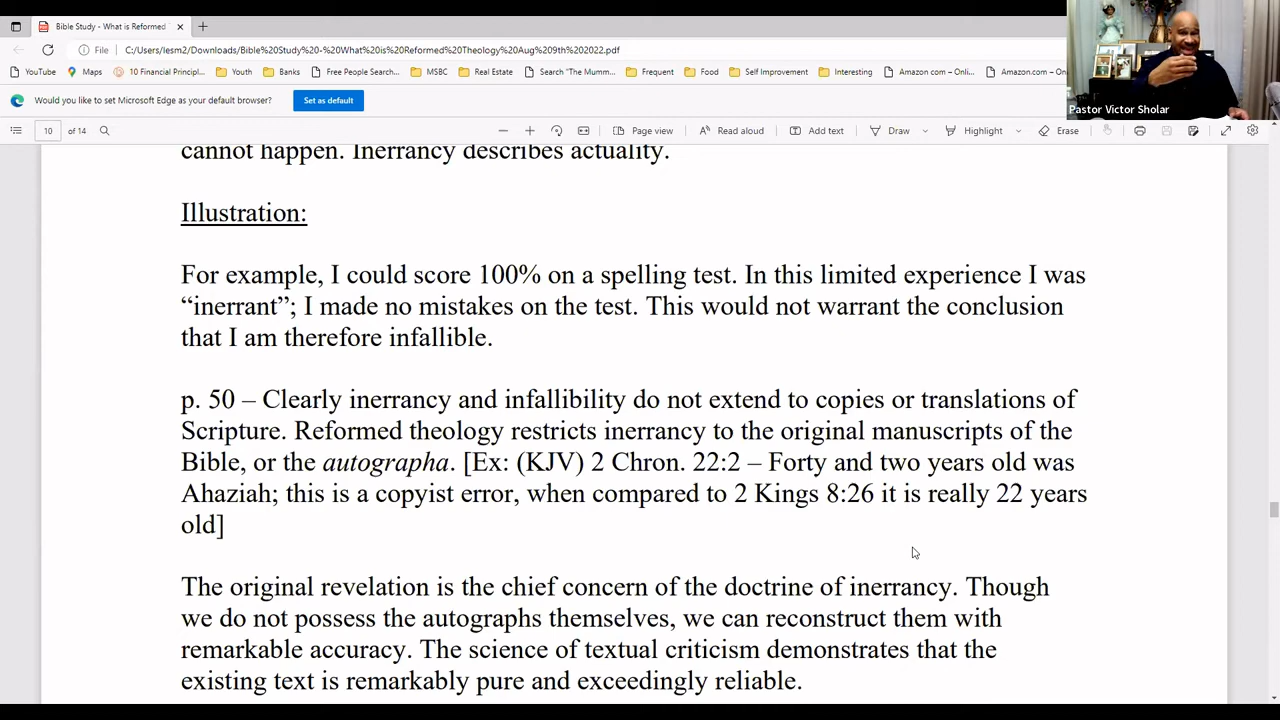 Bible Study - What is Reformed
File C:/Users/lesm2/Downloads/Bible%20Study%20-%20What%20is%20Reformed%20Theology%20Aug%209th%202022.pdf
YouTube Maps 10 Financial Principl... Youth Banks Free People Search... MSBC Real Estate Search "The Mumm... Frequent Food Self Improvement Interesting Amazon.com – Onli... Amazon.com – Onli...
Pastor Victor Sholar
Would you like to set Microsoft Edge as your default browser? Set as default
10 of 14 Page view Read aloud Add text Draw Highlight Erase
cannot happen. Inerrancy describes actuality.
Illustration:
For example, I could score 100% on a spelling test. In this limited experience I was
“inerrant”; I made no mistakes on the test. This would not warrant the conclusion
that I am therefore infallible.
p. 50 – Clearly inerrancy and infallibility do not extend to copies or translations of
Scripture. Reformed theology restricts inerrancy to the original manuscripts of the
Bible, or the autographa. [Ex: (KJV) 2 Chron. 22:2 – Forty and two years old was
Ahaziah; this is a copyist error, when compared to 2 Kings 8:26 it is really 22 years
old]
The original revelation is the chief concern of the doctrine of inerrancy. Though
we do not possess the autographs themselves, we can reconstruct them with
remarkable accuracy. The science of textual criticism demonstrates that the
existing text is remarkably pure and exceedingly reliable.